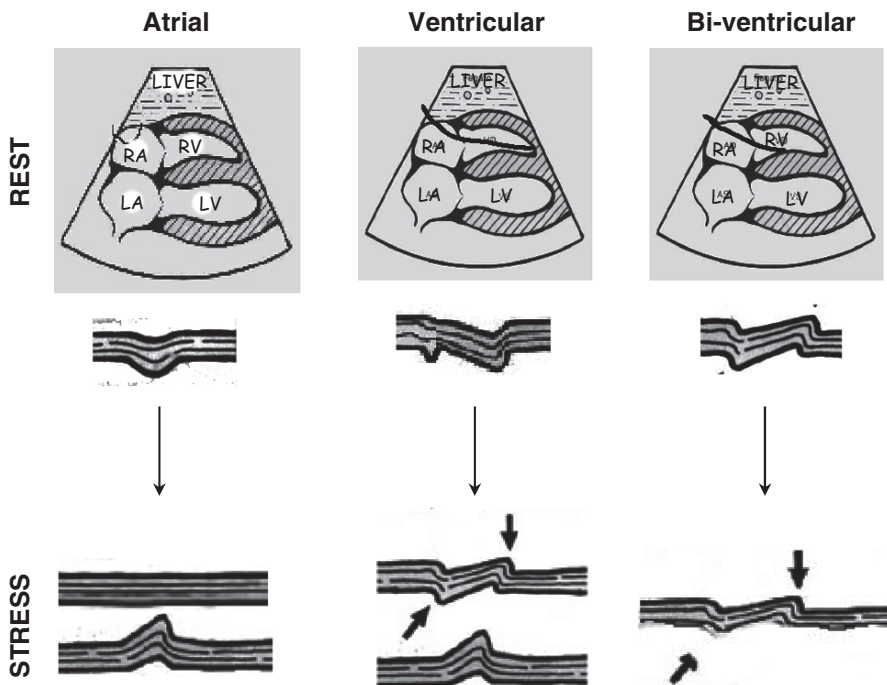 Atrial Ventricular Bi-ventricular
REST
LIVER LIVER LIVER
RA RV RA RA RV
LA LV LA LV LA LV
STRESS